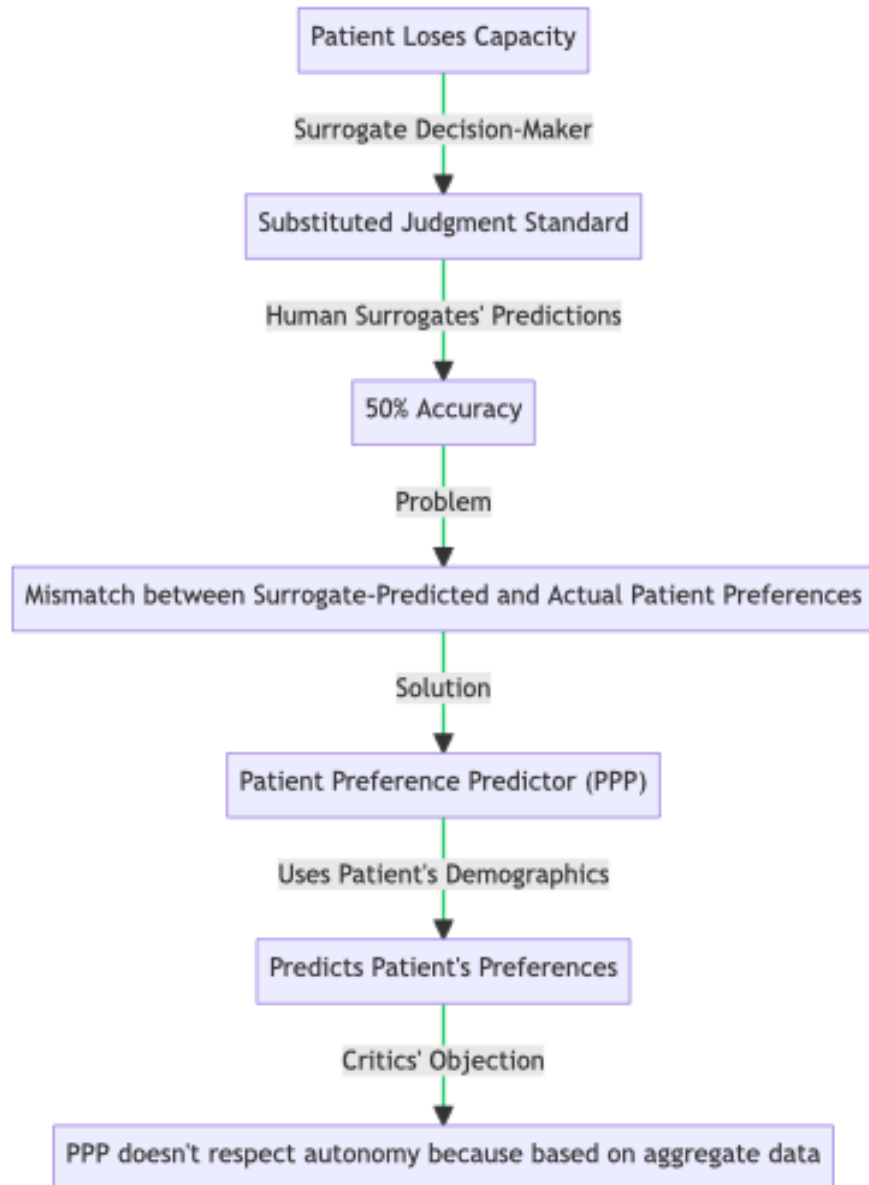 Patient Loses Capacity
Surrogate Decision-Maker
Substituted Judgment Standard
Human Surrogates' Predictions
50% Accuracy
Problem
Mismatch between Surrogate-Predicted and Actual Patient Preferences
Solution
Patient Preference Predictor (PPP)
Uses Patient's Demographics
Predicts Patient's Preferences
Critics' Objection
PPP doesn't respect autonomy because based on aggregate data